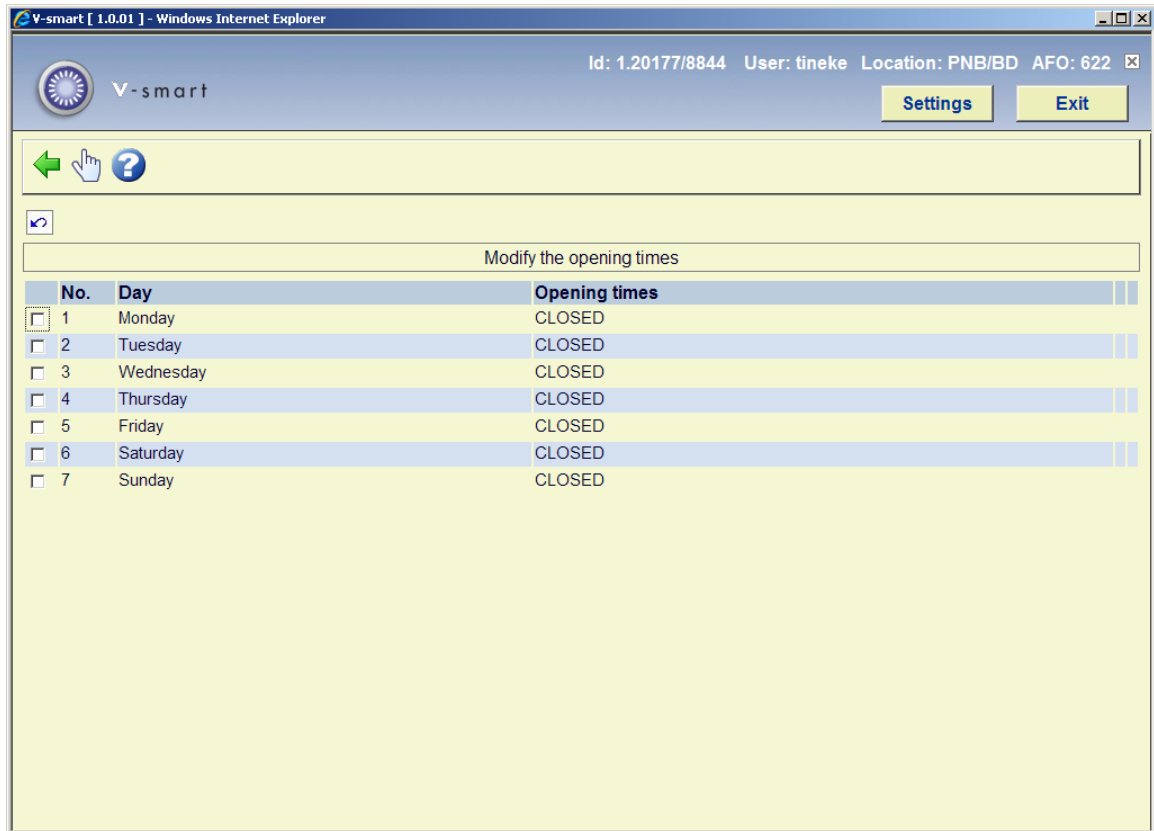 V-smart [ 1.0.01 ] - Windows Internet Explorer
Id: 1.20177/8844 User: tineke Location: PNB/BD AFO: 622
V-smart
Settings Exit
Modify the opening times
No. Day Opening times
1 Monday CLOSED
2 Tuesday CLOSED
3 Wednesday CLOSED
4 Thursday CLOSED
5 Friday CLOSED
6 Saturday CLOSED
7 Sunday CLOSED